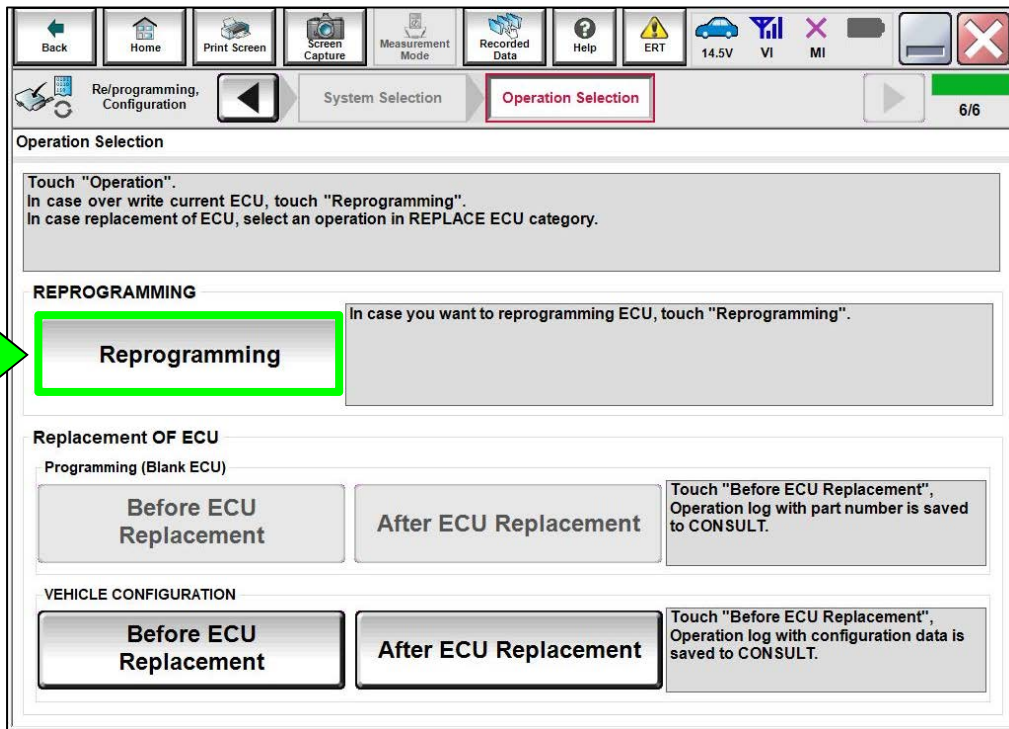 Back
Home
Print Screen
Screen
Capture
Measurement
Mode
Recorded
Data
Help
ERT
14.5V
VI
MI
Re/programming,
Configuration
System Selection
Operation Selection
6/6
Operation Selection
Touch "Operation".
In case over write current ECU, touch "Reprogramming".
In case replacement of ECU, select an operation in REPLACE ECU category.
REPROGRAMMING
Reprogramming
In case you want to reprogramming ECU, touch "Reprogramming".
Replacement OF ECU
Programming (Blank ECU)
Before ECU
Replacement
After ECU Replacement
Touch "Before ECU Replacement",
Operation log with part number is saved
to CONSULT.
VEHICLE CONFIGURATION
Before ECU
Replacement
After ECU Replacement
Touch "Before ECU Replacement",
Operation log with configuration data is
saved to CONSULT.